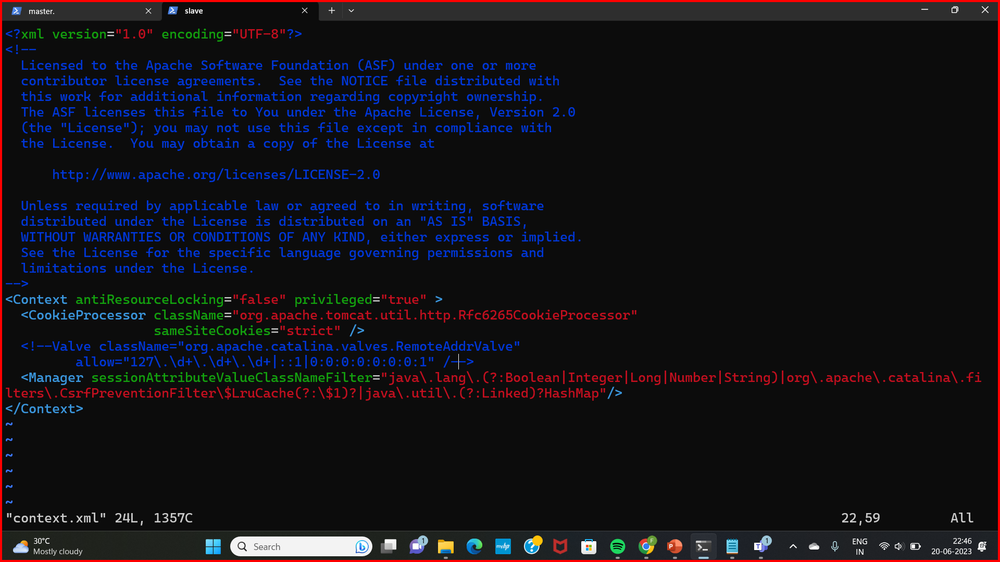 master.
slave
<?xml version="1.0" encoding="UTF-8"?>
<!--
  Licensed to the Apache Software Foundation (ASF) under one or more
  contributor license agreements.  See the NOTICE file distributed with
  this work for additional information regarding copyright ownership.
  The ASF licenses this file to You under the Apache License, Version 2.0
  (the "License"); you may not use this file except in compliance with
  the License.  You may obtain a copy of the License at
      http://www.apache.org/licenses/LICENSE-2.0
  Unless required by applicable law or agreed to in writing, software
  distributed under the License is distributed on an "AS IS" BASIS,
  WITHOUT WARRANTIES OR CONDITIONS OF ANY KIND, either express or implied.
  See the License for the specific language governing permissions and
  limitations under the License.
-->
<Context antiResourceLocking="false" privileged="true" >
  <CookieProcessor className="org.apache.tomcat.util.http.Rfc6265CookieProcessor"
                   sameSiteCookies="strict" />
  <!--Valve className="org.apache.catalina.valves.RemoteAddrValve"
         allow="127\.\d+\.\d+\.\d+|::1|0:0:0:0:0:0:0:1" /-->
  <Manager sessionAttributeValueClassNameFilter="java\.lang\.(?:Boolean|Integer|Long|Number|String)|org\.apache\.catalina\.fi
lters\.CsrfPreventionFilter\$LruCache(?:\$1)?|java\.util\.(?:Linked)?HashMap"/>
</Context>
~
~
~
~
~
~
"context.xml" 24L, 1357C 22,59 All
30°C
Mostly cloudy
Search
1
myhp
?
F
P
T
1
ENG
IN
22:46
20-06-2023